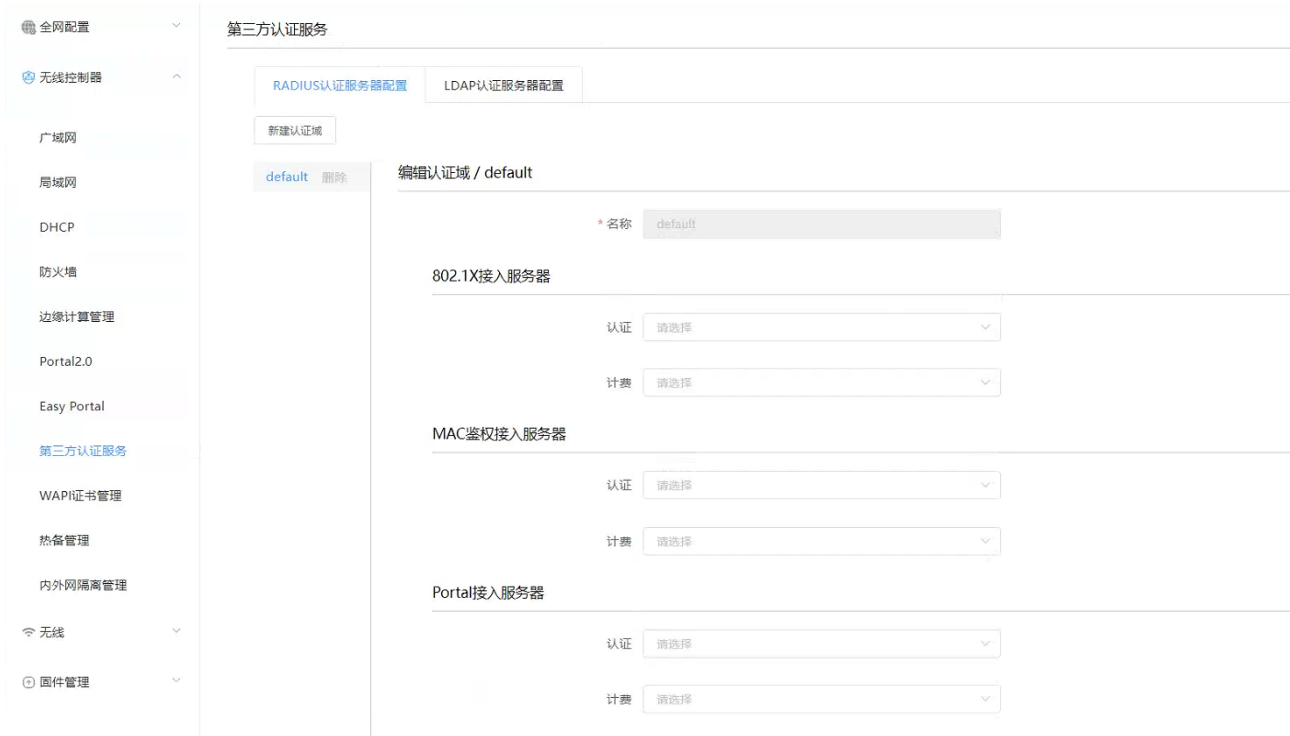 全网配置
无线控制器
广域网
局域网
DHCP
防火墙
边缘计算管理
Portal2.0
Easy Portal
第三方认证服务
WAPI证书管理
热备管理
内外网隔离管理
无线
固件管理
第三方认证服务
RADIUS认证服务器配置 LDAP认证服务器配置
新建认证域
default 删除
编辑认证域 / default
* 名称 default
802.1X接入服务器
认证 请选择
计费 请选择
MAC鉴权接入服务器
认证 请选择
计费 请选择
Portal接入服务器
认证 请选择
计费 请选择